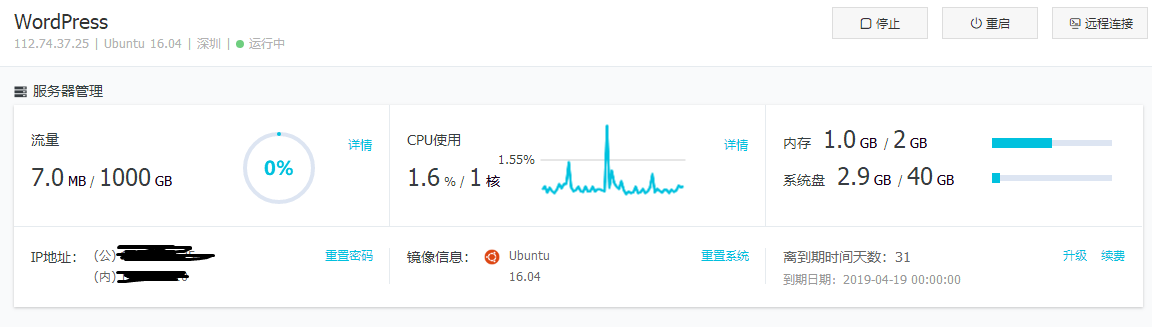 WordPress
112.74.37.25 | Ubuntu 16.04 | 深圳 | 运行中
停止 重启 远程连接
服务器管理
流量 详情
7.0 MB / 1000 GB
0%
CPU使用 详情
1.55%
1.6 % / 1 核
内存 1.0 GB / 2 GB
系统盘 2.9 GB / 40 GB
IP地址: (公) 重置密码
(内)
镜像信息: Ubuntu 重置系统
16.04
离到期时间天数: 31 升级 续费
到期日期: 2019-04-19 00:00:00